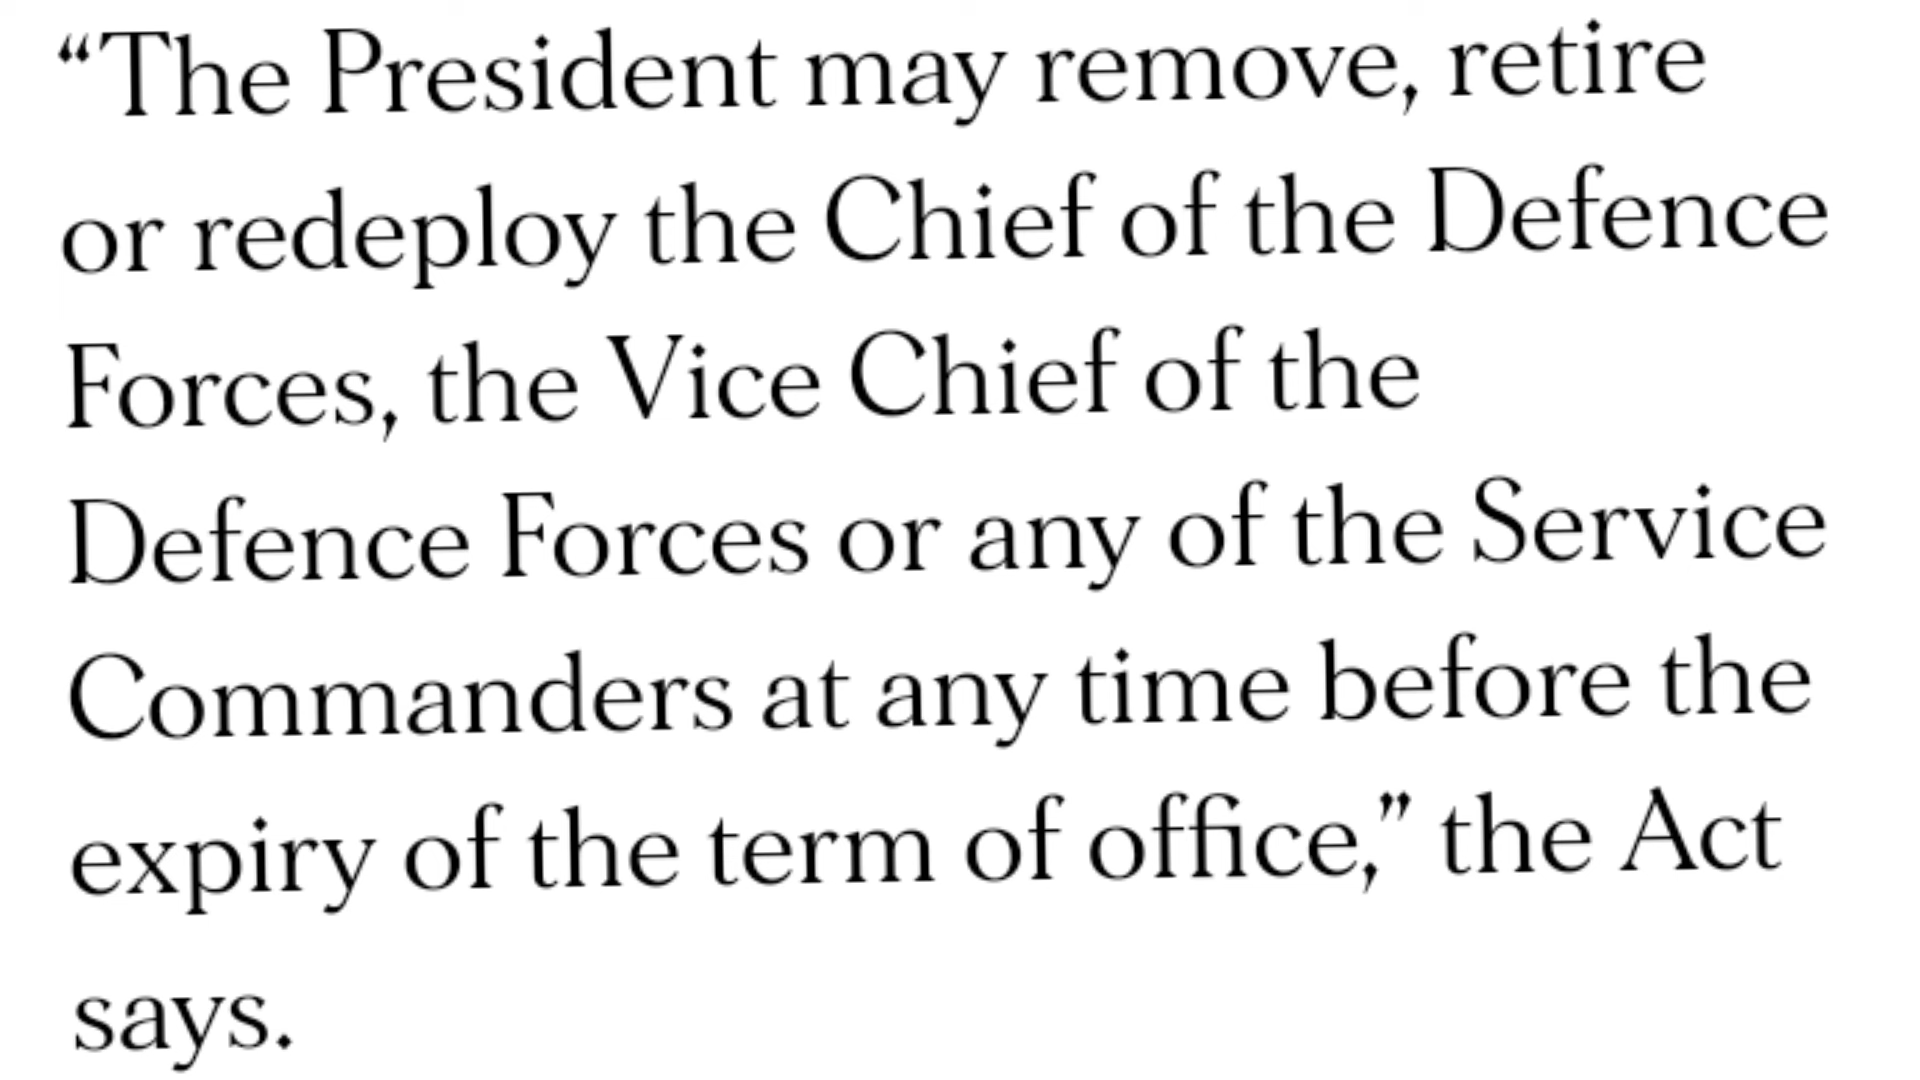 “The President may remove, retire
or redeploy the Chief of the Defence
Forces, the Vice Chief of the
Defence Forces or any of the Service
Commanders at any time before the
expiry of the term of office,” the Act
says.